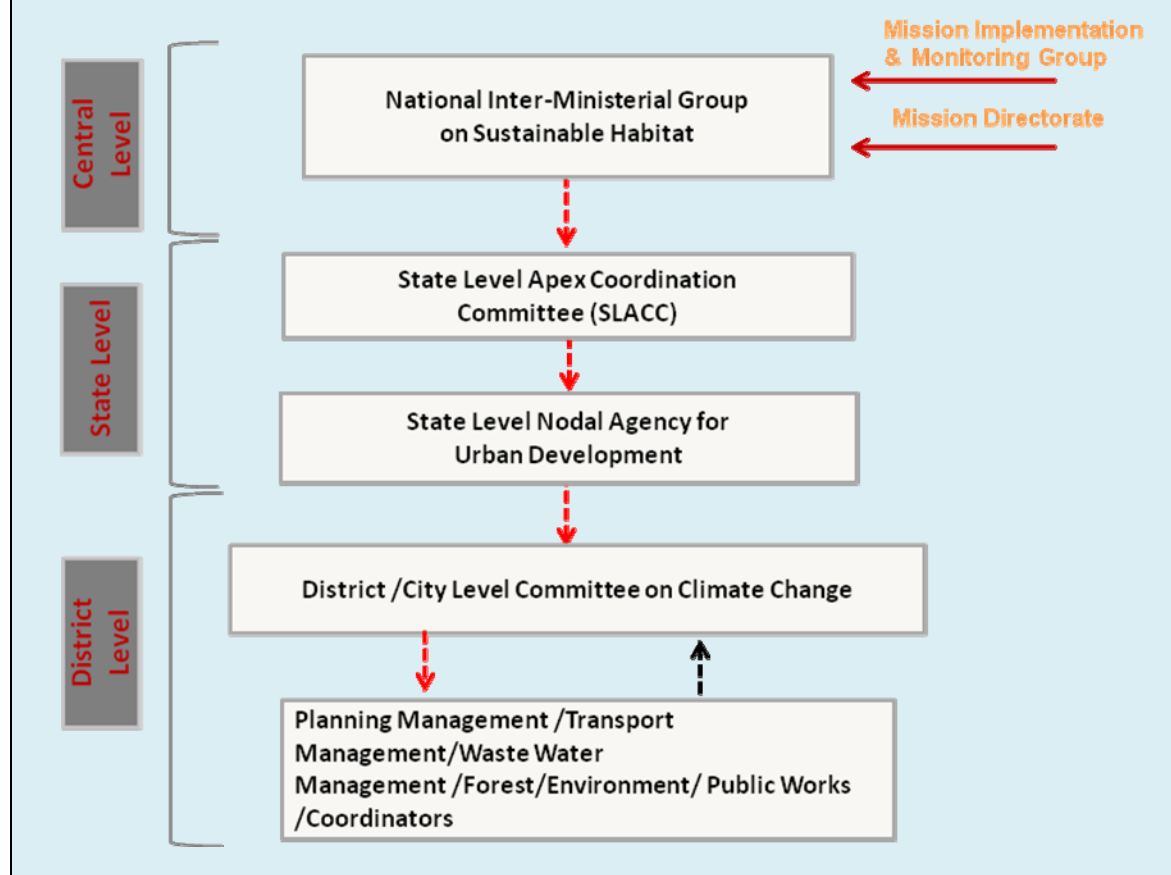 Mission Implementation
& Monitoring Group
Mission Directorate
Central
Level
National Inter-Ministerial Group
on Sustainable Habitat
State Level
State Level Apex Coordination
Committee (SLACC)
State Level Nodal Agency for
Urban Development
District
Level
District /City Level Committee on Climate Change
Planning Management /Transport
Management/Waste Water
Management /Forest/Environment/ Public Works
/Coordinators